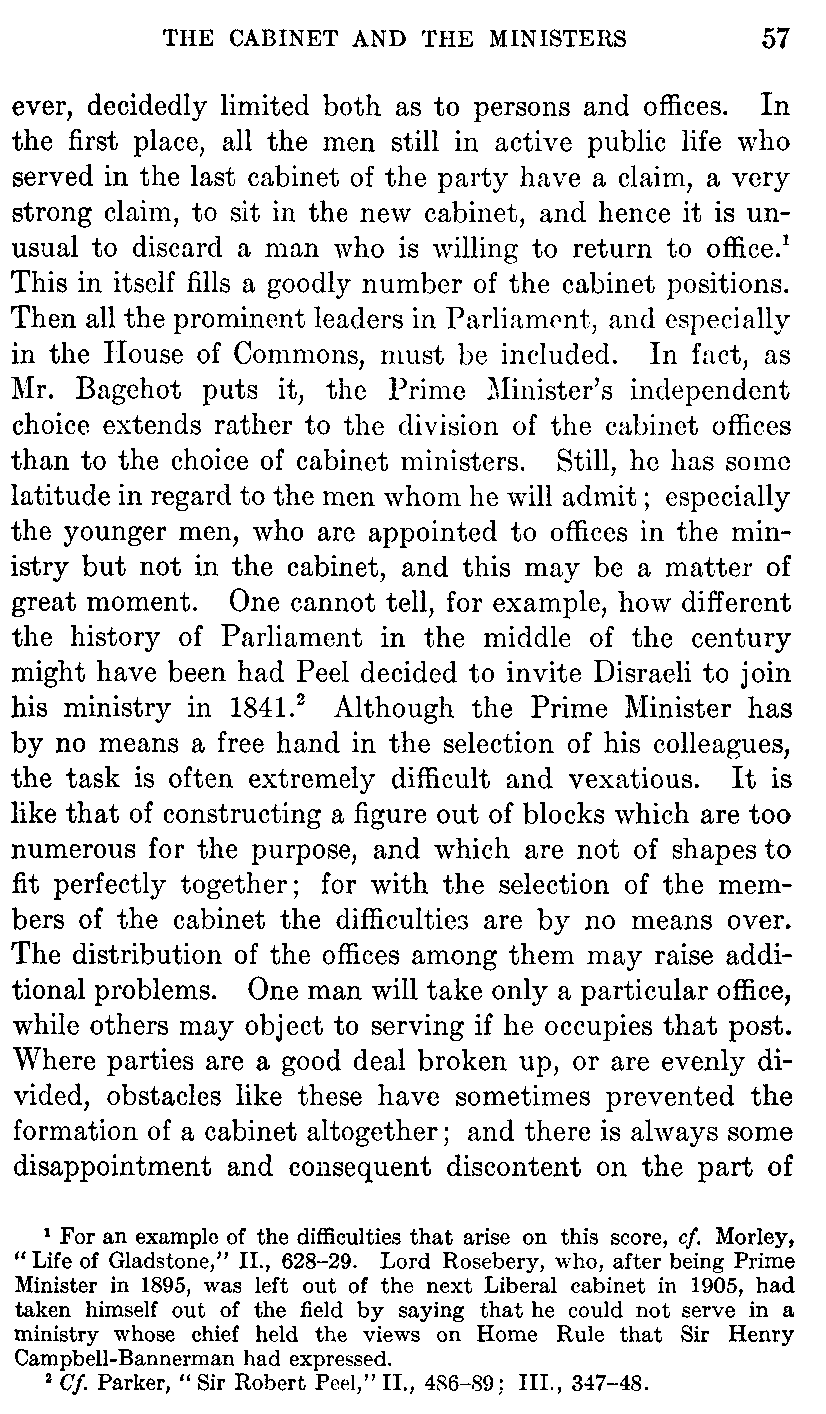 THE CABINET AND THE MINISTERS 57
ever, decidedly limited both as to persons and offices. In
the first place, all the men still in active public life who
served in the last cabinet of the party have a claim, a very
strong claim, to sit in the new cabinet, and hence it is un-
usual to discard a man who is willing to return to office.¹
This in itself fills a goodly number of the cabinet positions.
Then all the prominent leaders in Parliament, and especially
in the House of Commons, must be included. In fact, as
Mr. Bagehot puts it, the Prime Minister's independent
choice extends rather to the division of the cabinet offices
than to the choice of cabinet ministers. Still, he has some
latitude in regard to the men whom he will admit; especially
the younger men, who are appointed to offices in the min-
istry but not in the cabinet, and this may be a matter of
great moment. One cannot tell, for example, how different
the history of Parliament in the middle of the century
might have been had Peel decided to invite Disraeli to join
his ministry in 1841.² Although the Prime Minister has
by no means a free hand in the selection of his colleagues,
the task is often extremely difficult and vexatious. It is
like that of constructing a figure out of blocks which are too
numerous for the purpose, and which are not of shapes to
fit perfectly together; for with the selection of the mem-
bers of the cabinet the difficulties are by no means over.
The distribution of the offices among them may raise addi-
tional problems. One man will take only a particular office,
while others may object to serving if he occupies that post.
Where parties are a good deal broken up, or are evenly di-
vided, obstacles like these have sometimes prevented the
formation of a cabinet altogether; and there is always some
disappointment and consequent discontent on the part of
¹ For an example of the difficulties that arise on this score, cf. Morley,
"Life of Gladstone," II., 628–29. Lord Rosebery, who, after being Prime
Minister in 1895, was left out of the next Liberal cabinet in 1905, had
taken himself out of the field by saying that he could not serve in a
ministry whose chief held the views on Home Rule that Sir Henry
Campbell-Bannerman had expressed.
² Cf. Parker, "Sir Robert Peel," II., 486–89; III., 347–48.